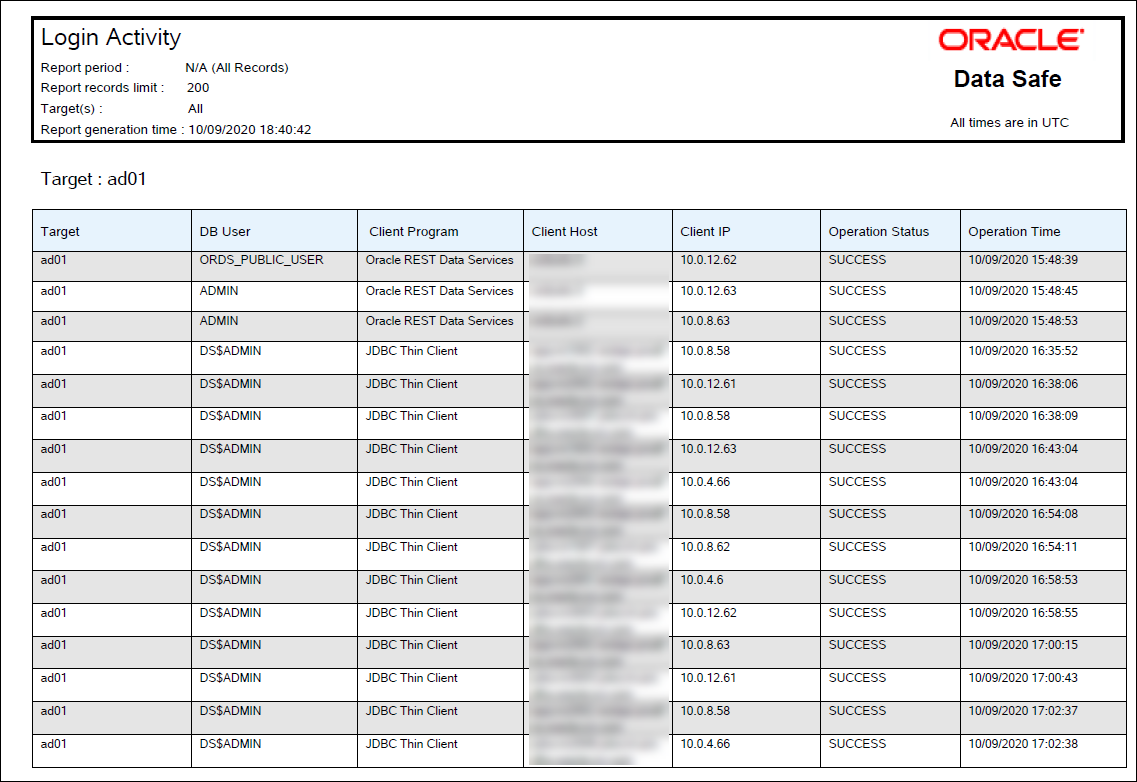 Login Activity
ORACLE
Report period : N/A (All Records)
Data Safe
Report records limit : 200
Target(s) : All
All times are in UTC
Report generation time : 10/09/2020 18:40:42
Target : ad01
Target DB User Client Program Client Host Client IP Operation Status Operation Time
ad01 ORDS_PUBLIC_USER Oracle REST Data Services 10.0.12.62 SUCCESS 10/09/2020 15:48:39
ad01 ADMIN Oracle REST Data Services 10.0.12.63 SUCCESS 10/09/2020 15:48:45
ad01 ADMIN Oracle REST Data Services 10.0.8.63 SUCCESS 10/09/2020 15:48:53
ad01 DS$ADMIN JDBC Thin Client 10.0.8.58 SUCCESS 10/09/2020 16:35:52
ad01 DS$ADMIN JDBC Thin Client 10.0.12.61 SUCCESS 10/09/2020 16:38:06
ad01 DS$ADMIN JDBC Thin Client 10.0.8.58 SUCCESS 10/09/2020 16:38:09
ad01 DS$ADMIN JDBC Thin Client 10.0.12.63 SUCCESS 10/09/2020 16:43:04
ad01 DS$ADMIN JDBC Thin Client 10.0.4.66 SUCCESS 10/09/2020 16:43:04
ad01 DS$ADMIN JDBC Thin Client 10.0.8.58 SUCCESS 10/09/2020 16:54:08
ad01 DS$ADMIN JDBC Thin Client 10.0.8.62 SUCCESS 10/09/2020 16:54:11
ad01 DS$ADMIN JDBC Thin Client 10.0.4.6 SUCCESS 10/09/2020 16:58:53
ad01 DS$ADMIN JDBC Thin Client 10.0.12.62 SUCCESS 10/09/2020 16:58:55
ad01 DS$ADMIN JDBC Thin Client 10.0.8.63 SUCCESS 10/09/2020 17:00:15
ad01 DS$ADMIN JDBC Thin Client 10.0.12.61 SUCCESS 10/09/2020 17:00:43
ad01 DS$ADMIN JDBC Thin Client 10.0.8.58 SUCCESS 10/09/2020 17:02:37
ad01 DS$ADMIN JDBC Thin Client 10.0.4.66 SUCCESS 10/09/2020 17:02:38